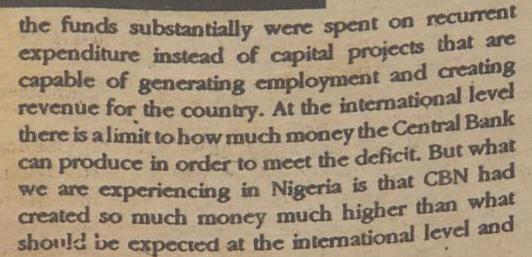 the funds substantially were spent on recurrent
expenditure instead of capital projects that are
capable of generating employment and creating
revenue for the country. At the international level
there is a limit to how much money the Central Bank
can produce in order to meet the deficit. But what
we are experiencing in Nigeria is that CBN had
created so much money much higher than what
should be expected at the international level and